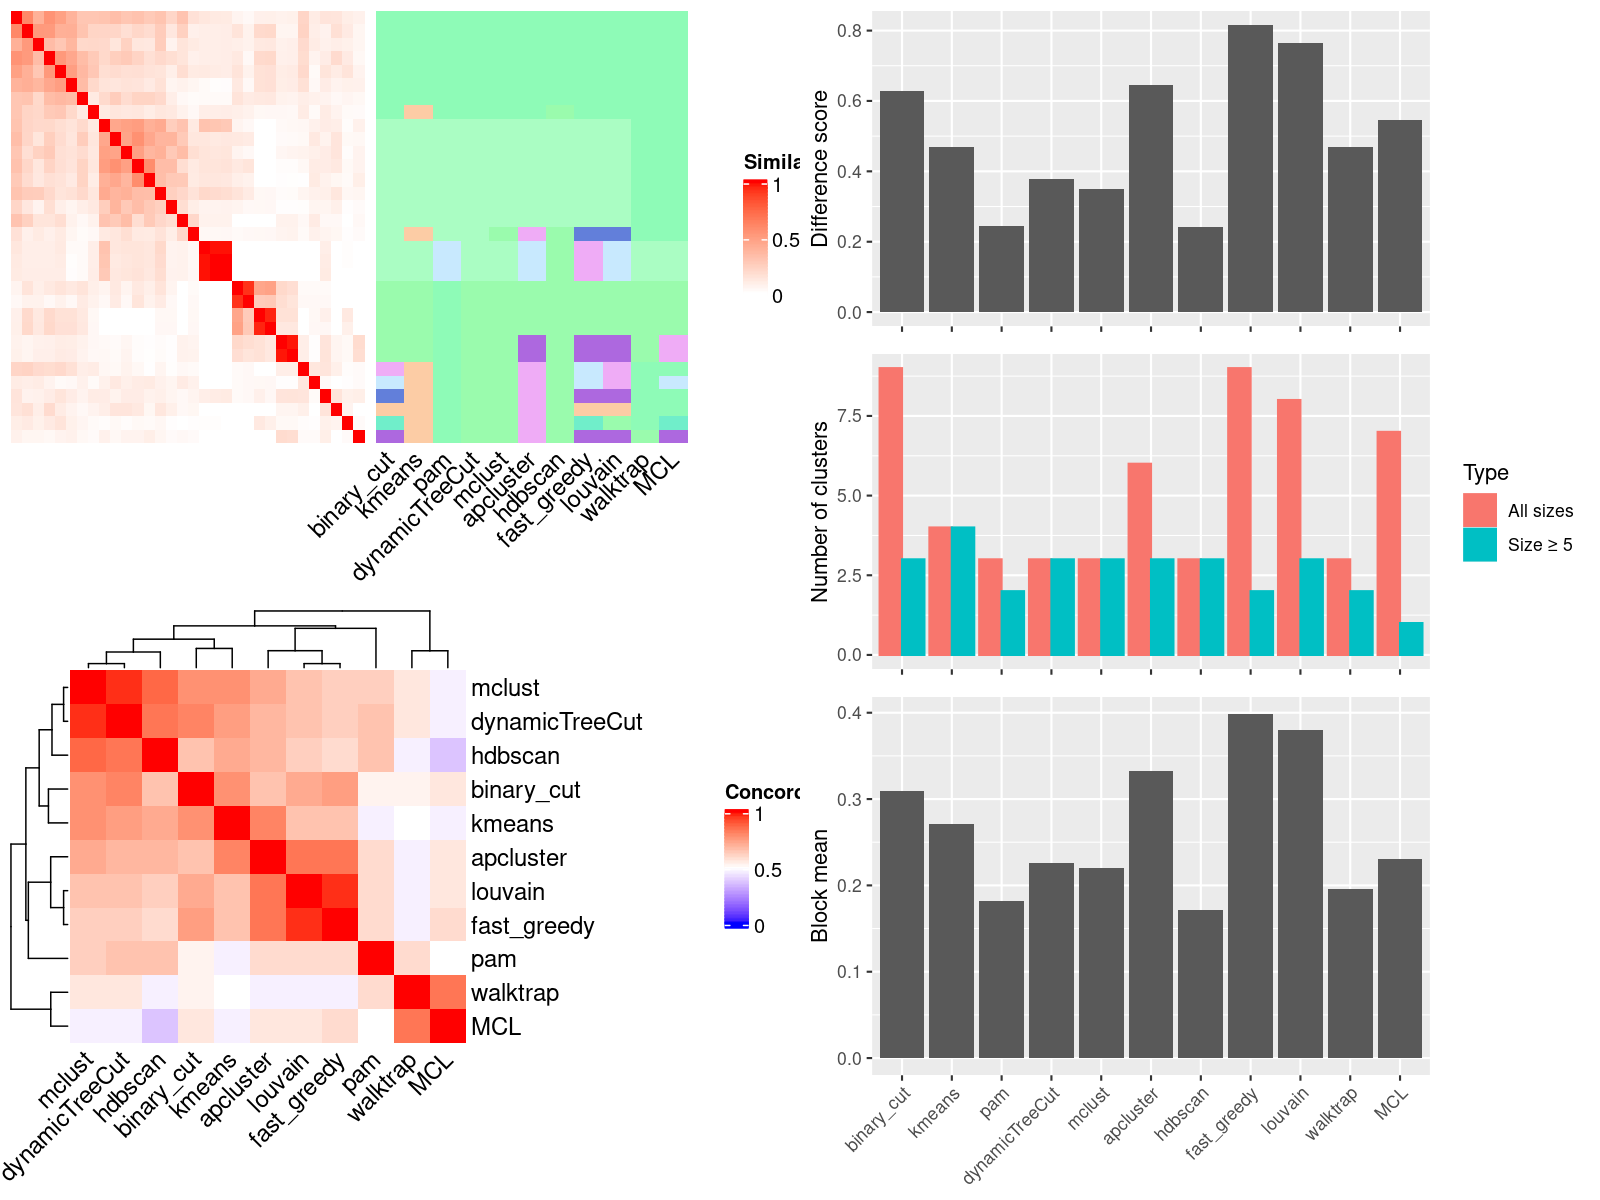 Simila
1
0.5
0
binary_cut
kmeans
pam
dynamicTreeCut
mclust
apcluster
hdbscan
fast_greedy
louvain
walktrap
MCL
mclust
dynamicTreeCut
hdbscan
binary_cut
kmeans
apcluster
louvain
fast_greedy
pam
walktrap
MCL
Concord
1
0.5
0
mclust
dynamicTreeCut
hdbscan
binary_cut
kmeans
apcluster
louvain
fast_greedy
pam
walktrap
MCL
Difference score
0.8
0.6
0.4
0.2
0.0
Number of clusters
7.5
5.0
2.5
0.0
Type
All sizes
Size ≥ 5
Block mean
0.4
0.3
0.2
0.1
0.0
binary_cut
kmeans
pam
dynamicTreeCut
mclust
apcluster
hdbscan
fast_greedy
louvain
walktrap
MCL